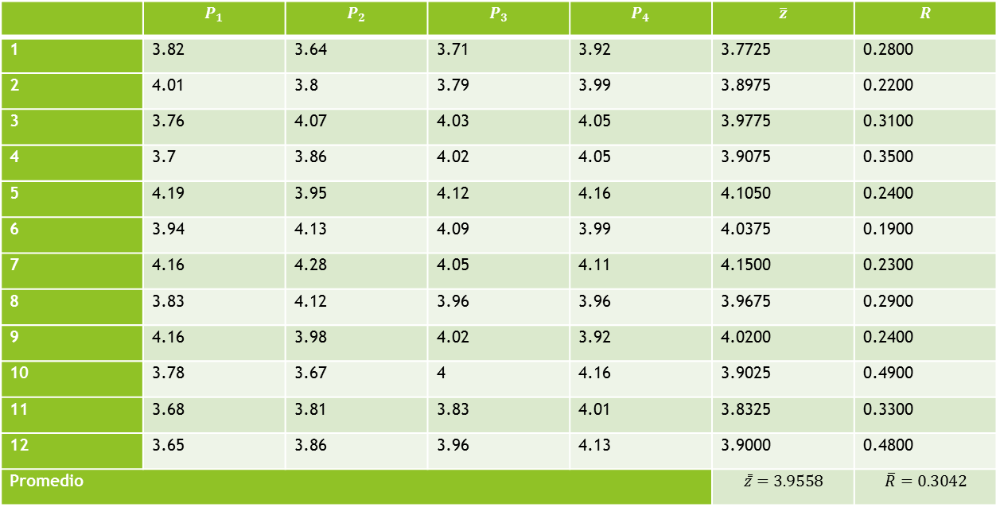 P₁ P₂ P₃ P₄ z̄ R
1 3.82 3.64 3.71 3.92 3.7725 0.2800
2 4.01 3.8 3.79 3.99 3.8975 0.2200
3 3.76 4.07 4.03 4.05 3.9775 0.3100
4 3.7 3.86 4.02 4.05 3.9075 0.3500
5 4.19 3.95 4.12 4.16 4.1050 0.2400
6 3.94 4.13 4.09 3.99 4.0375 0.1900
7 4.16 4.28 4.05 4.11 4.1500 0.2300
8 3.83 4.12 3.96 3.96 3.9675 0.2900
9 4.16 3.98 4.02 3.92 4.0200 0.2400
10 3.78 3.67 4 4.16 3.9025 0.4900
11 3.68 3.81 3.83 4.01 3.8325 0.3300
12 3.65 3.86 3.96 4.13 3.9000 0.4800
Promedio z̿ = 3.9558 R̄ = 0.3042